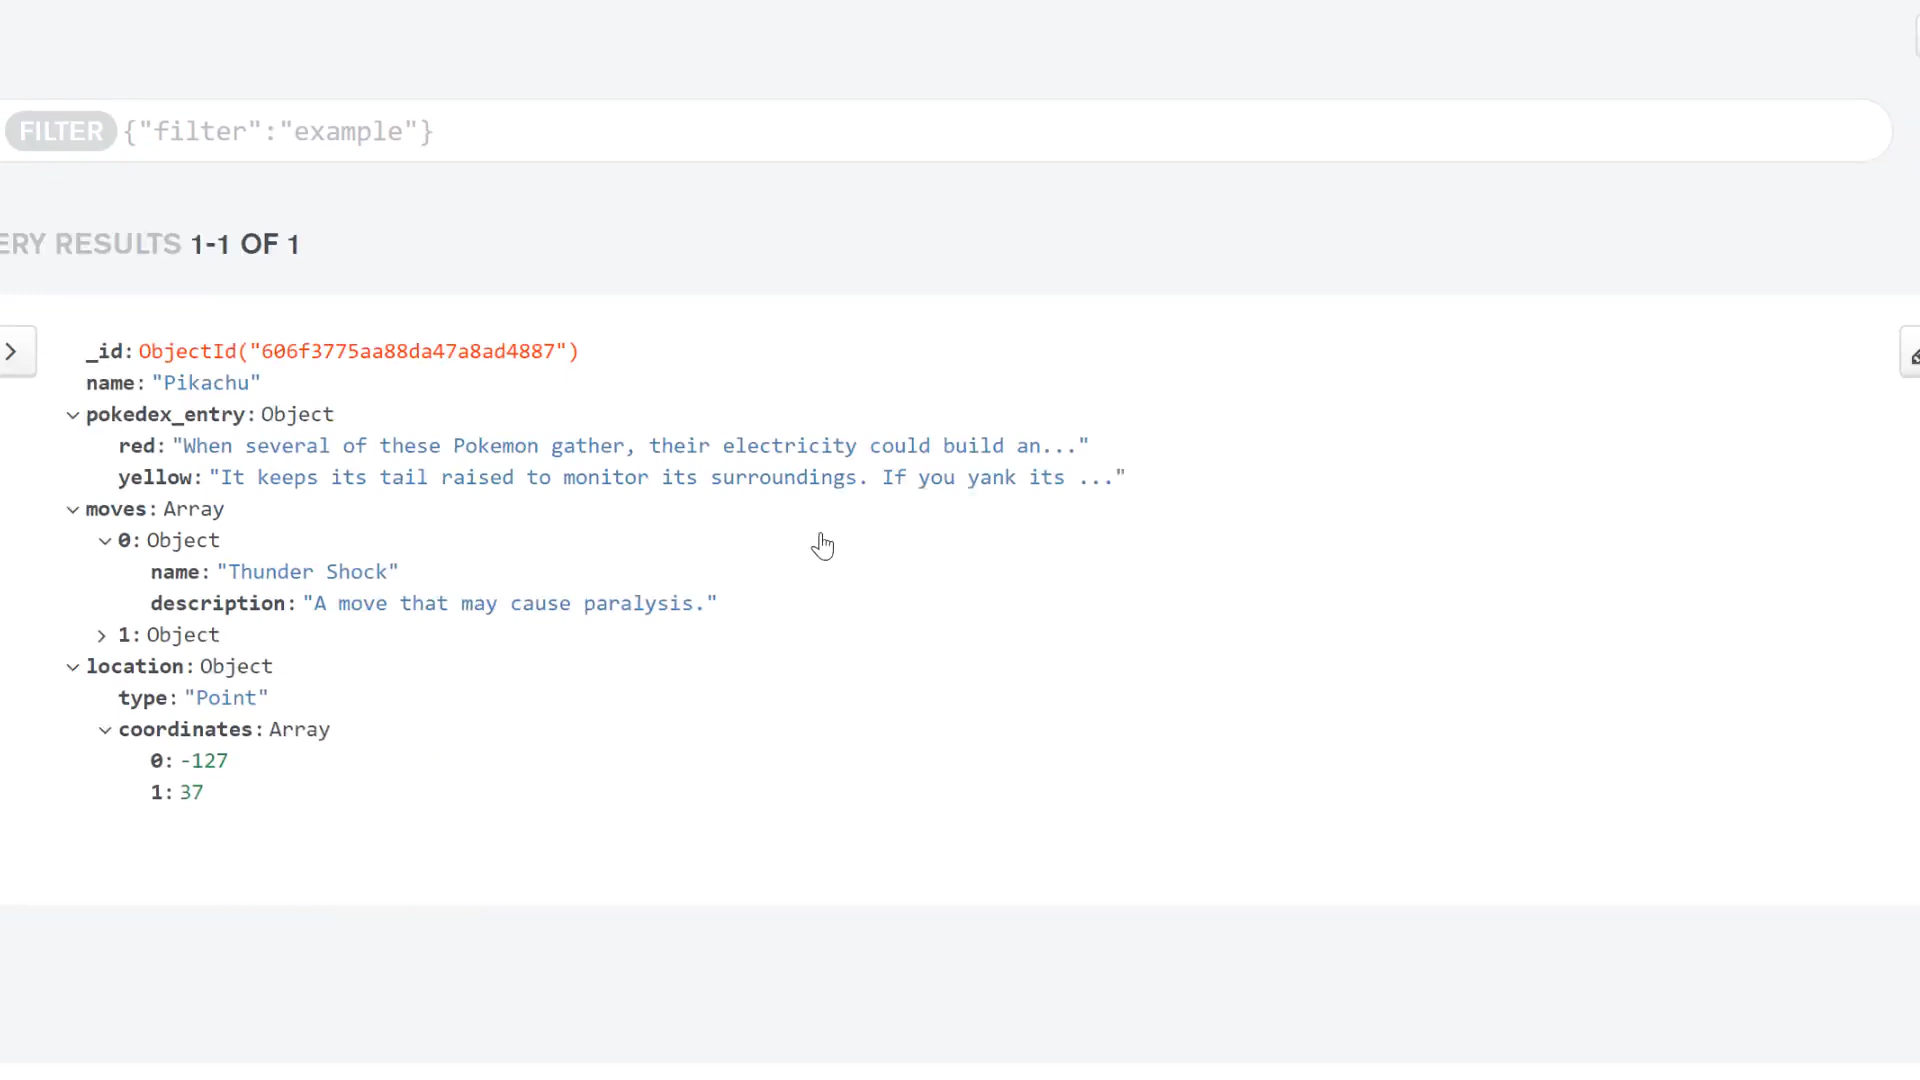 FILTER {"filter":"example"}
ERY RESULTS 1-1 OF 1
_id: ObjectId("606f3775aa88da47a8ad4887")
name: "Pikachu"
pokedex_entry: Object
red: "When several of these Pokemon gather, their electricity could build an..."
yellow: "It keeps its tail raised to monitor its surroundings. If you yank its ..."
moves: Array
0: Object
name: "Thunder Shock"
description: "A move that may cause paralysis."
1: Object
location: Object
type: "Point"
coordinates: Array
0: -127
1: 37